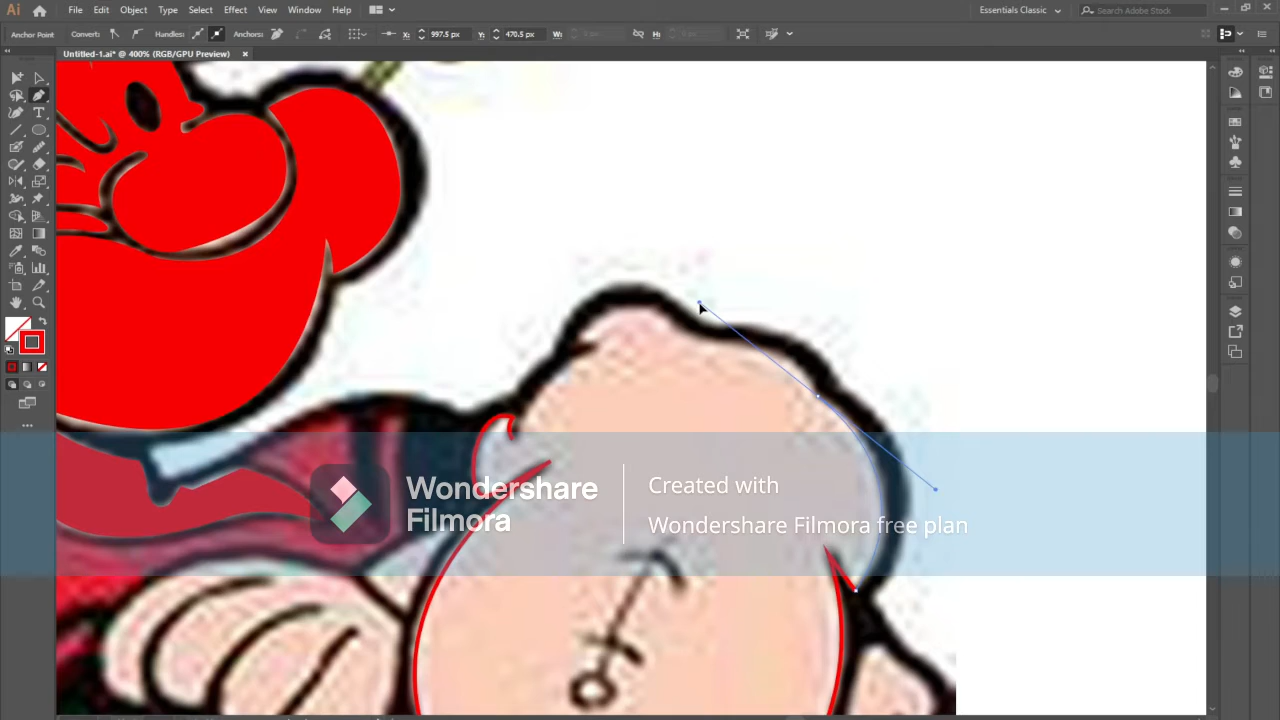 Ai File Edit Object Type Select Effect View Window Help Essentials Classic Search Adobe Stock
Anchor Point Convert: Handles: Anchors: X: 997.5 px Y: 470.5 px W: H:
Untitled-1.ai* @ 400% (RGB/GPU Preview) ×
Wondershare
Filmora
Created with
Wondershare Filmora free plan